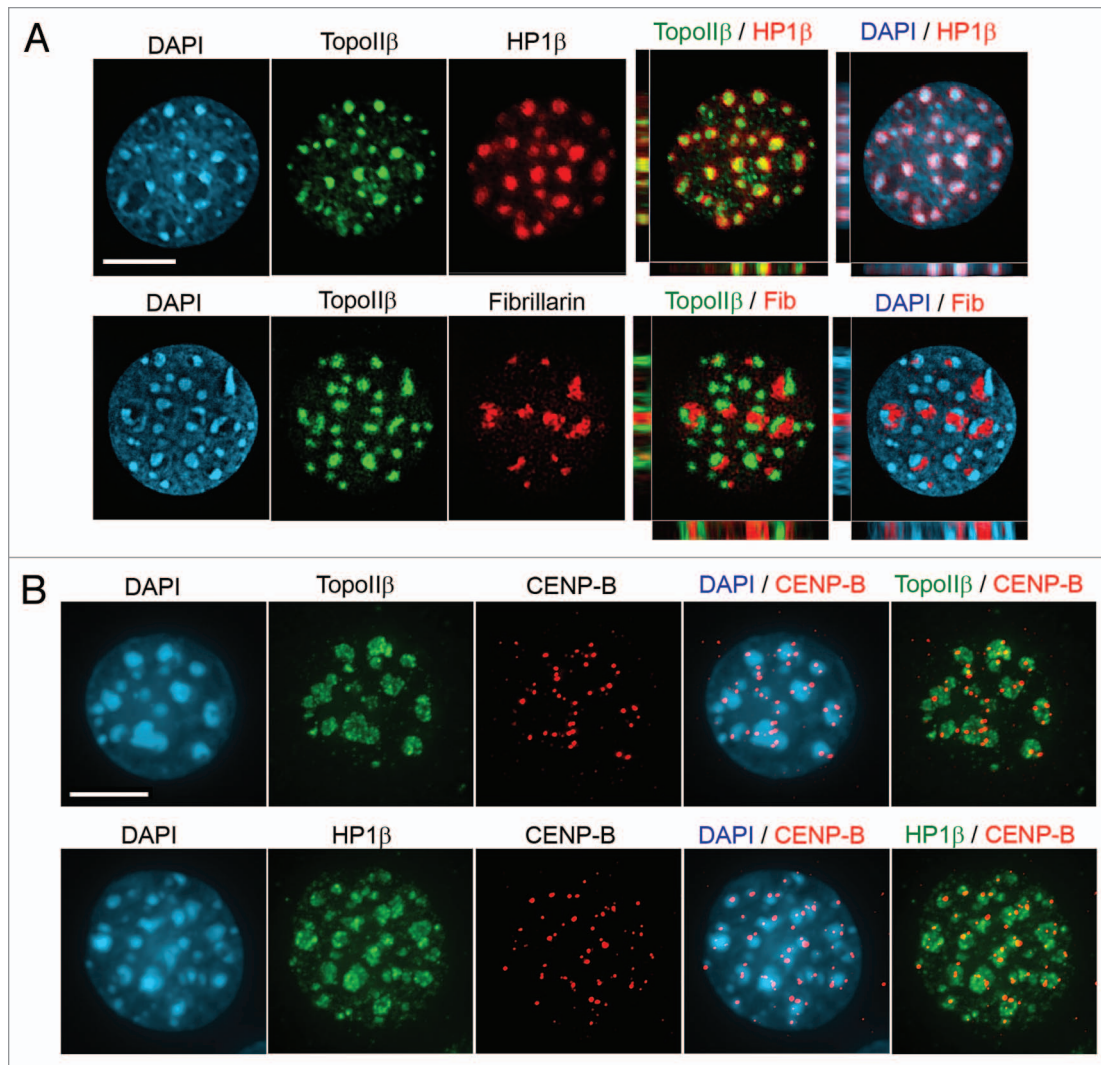 A
DAPI
TopoIIβ
HP1β
TopoIIβ / HP1β
DAPI / HP1β
DAPI
TopoIIβ
Fibrillarin
TopoIIβ / Fib
DAPI / Fib
B
DAPI
TopoIIβ
CENP-B
DAPI / CENP-B
TopoIIβ / CENP-B
DAPI
HP1β
CENP-B
DAPI / CENP-B
HP1β / CENP-B